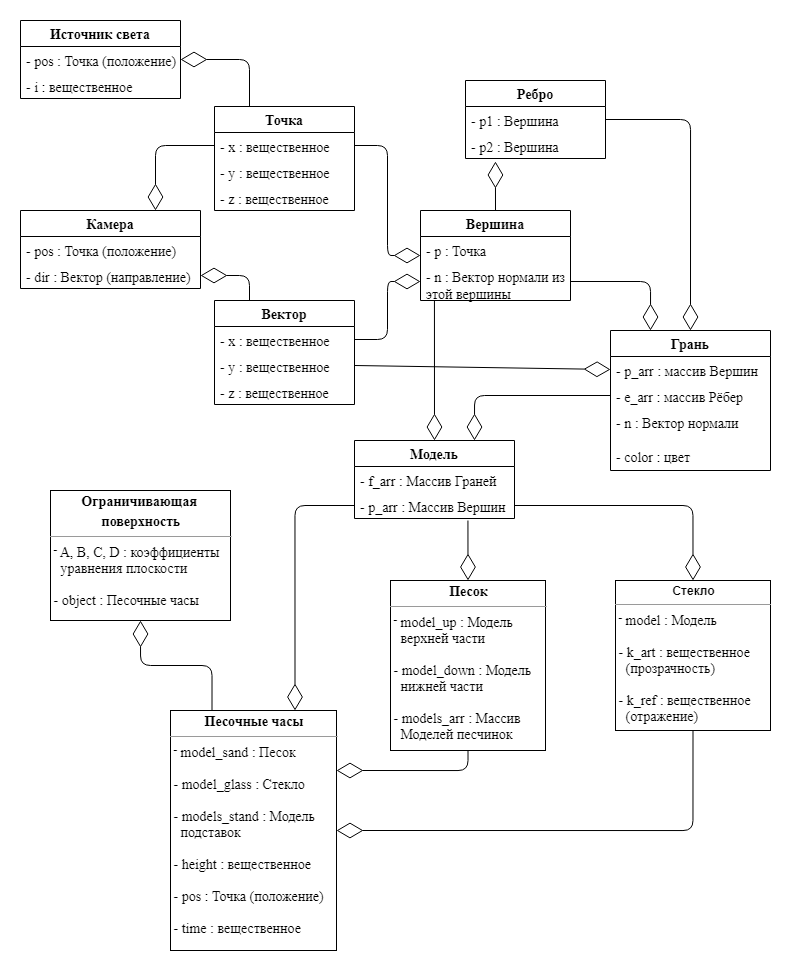 Источник света
- pos : Точка (положение)
- i : вещественное
Точка
- x : вещественное
- y : вещественное
- z : вещественное
Ребро
- p1 : Вершина
- p2 : Вершина
Камера
- pos : Точка (положение)
- dir : Вектор (направление)
Вершина
- p : Точка
- n : Вектор нормали из
этой вершины
Вектор
- x : вещественное
- y : вещественное
- z : вещественное
Грань
- p_arr : массив Вершин
- e_arr : массив Рёбер
- n : Вектор нормали
- color : цвет
Модель
- f_arr : Массив Граней
- p_arr : Массив Вершин
Ограничивающая
поверхность
- A, B, C, D : коэффициенты
уравнения плоскости
- object : Песочные часы
Песок
- model_up : Модель
верхней части
- model_down : Модель
нижней части
- models_arr : Массив
Моделей песчинок
Стекло
- model : Модель
- k_art : вещественное
(прозрачность)
- k_ref : вещественное
(отражение)
Песочные часы
- model_sand : Песок
- model_glass : Стекло
- models_stand : Модель
подставок
- height : вещественное
- pos : Точка (положение)
- time : вещественное